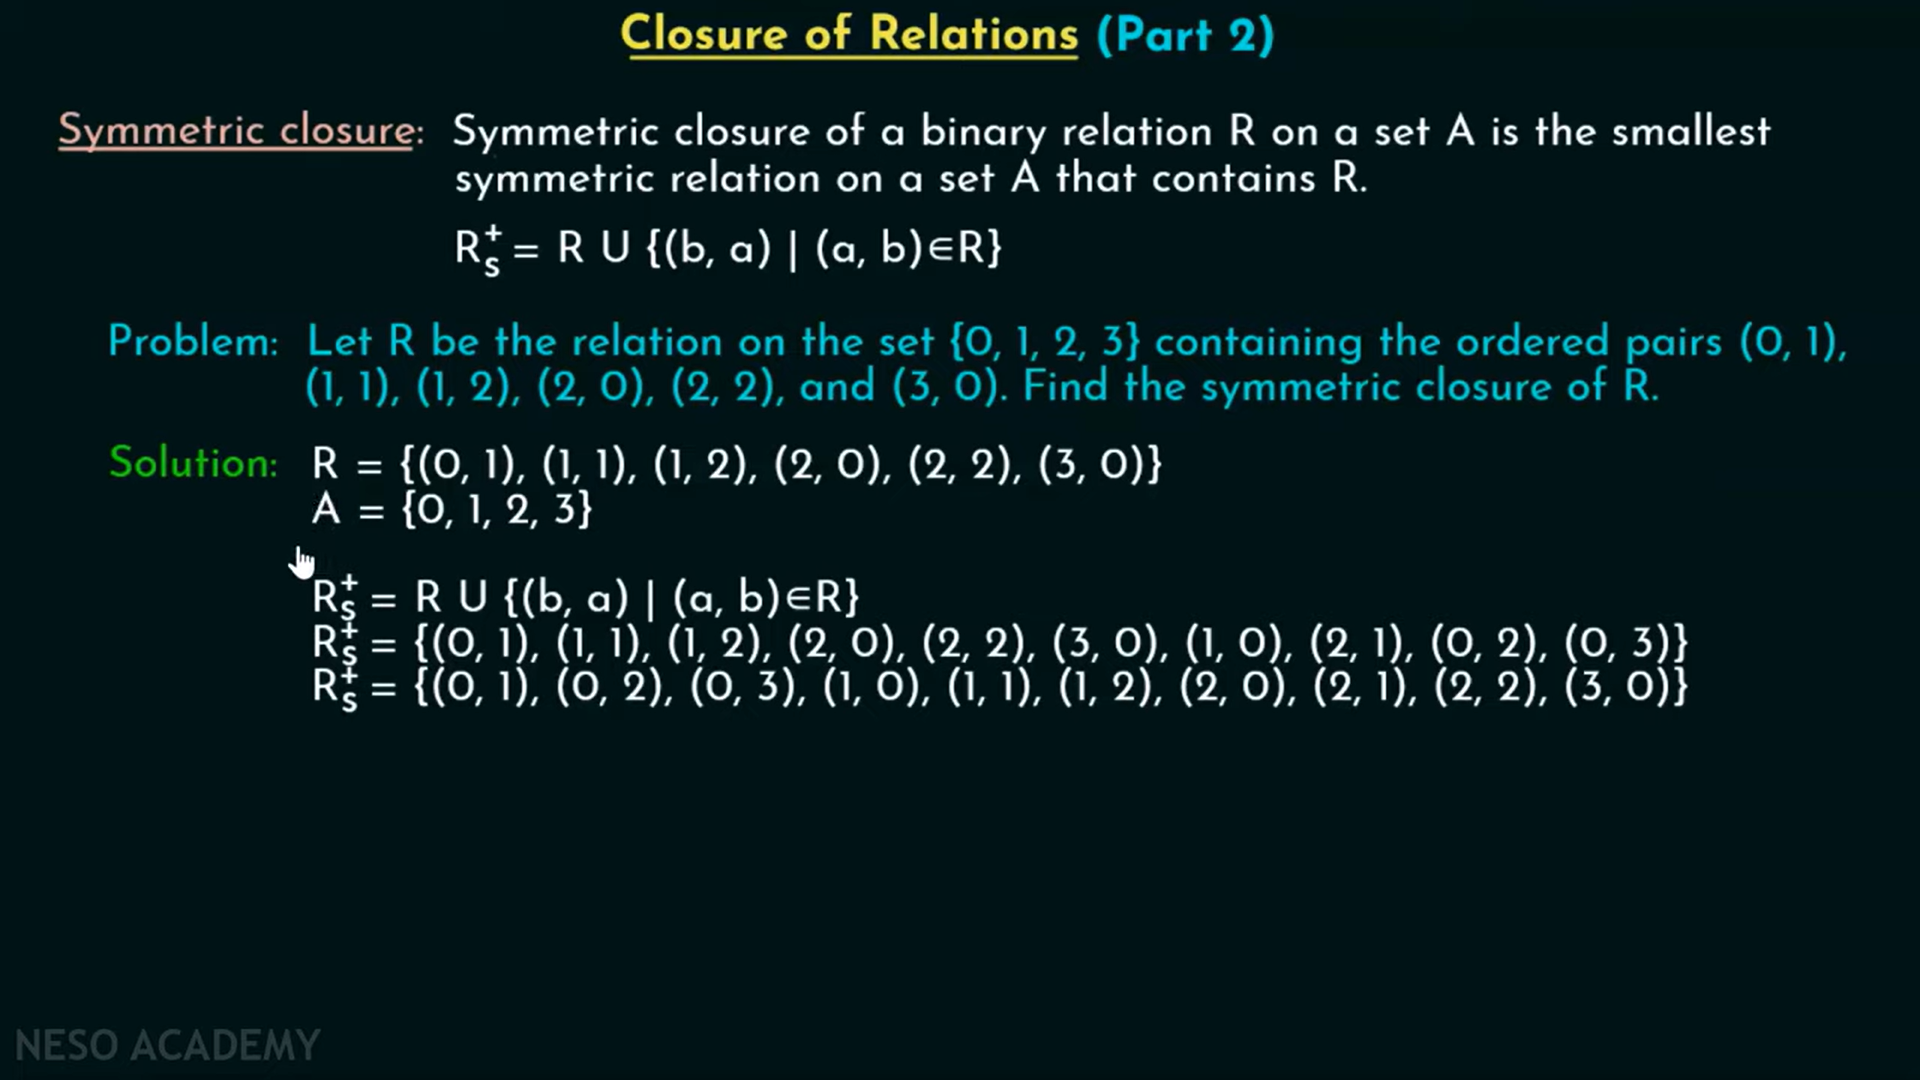 Closure of Relations (Part 2)
Symmetric closure: Symmetric closure of a binary relation R on a set A is the smallest
symmetric relation on a set A that contains R.
R⁺ₛ = R U {(b, a) | (a, b)∈R}
Problem: Let R be the relation on the set {0, 1, 2, 3} containing the ordered pairs (0, 1),
(1, 1), (1, 2), (2, 0), (2, 2), and (3, 0). Find the symmetric closure of R.
Solution: R = {(0, 1), (1, 1), (1, 2), (2, 0), (2, 2), (3, 0)}
A = {0, 1, 2, 3}
R⁺ₛ = R U {(b, a) | (a, b)∈R}
R⁺ₛ = {(0, 1), (1, 1), (1, 2), (2, 0), (2, 2), (3, 0), (1, 0), (2, 1), (0, 2), (0, 3)}
R⁺ₛ = {(0, 1), (0, 2), (0, 3), (1, 0), (1, 1), (1, 2), (2, 0), (2, 1), (2, 2), (3, 0)}
NESO ACADEMY